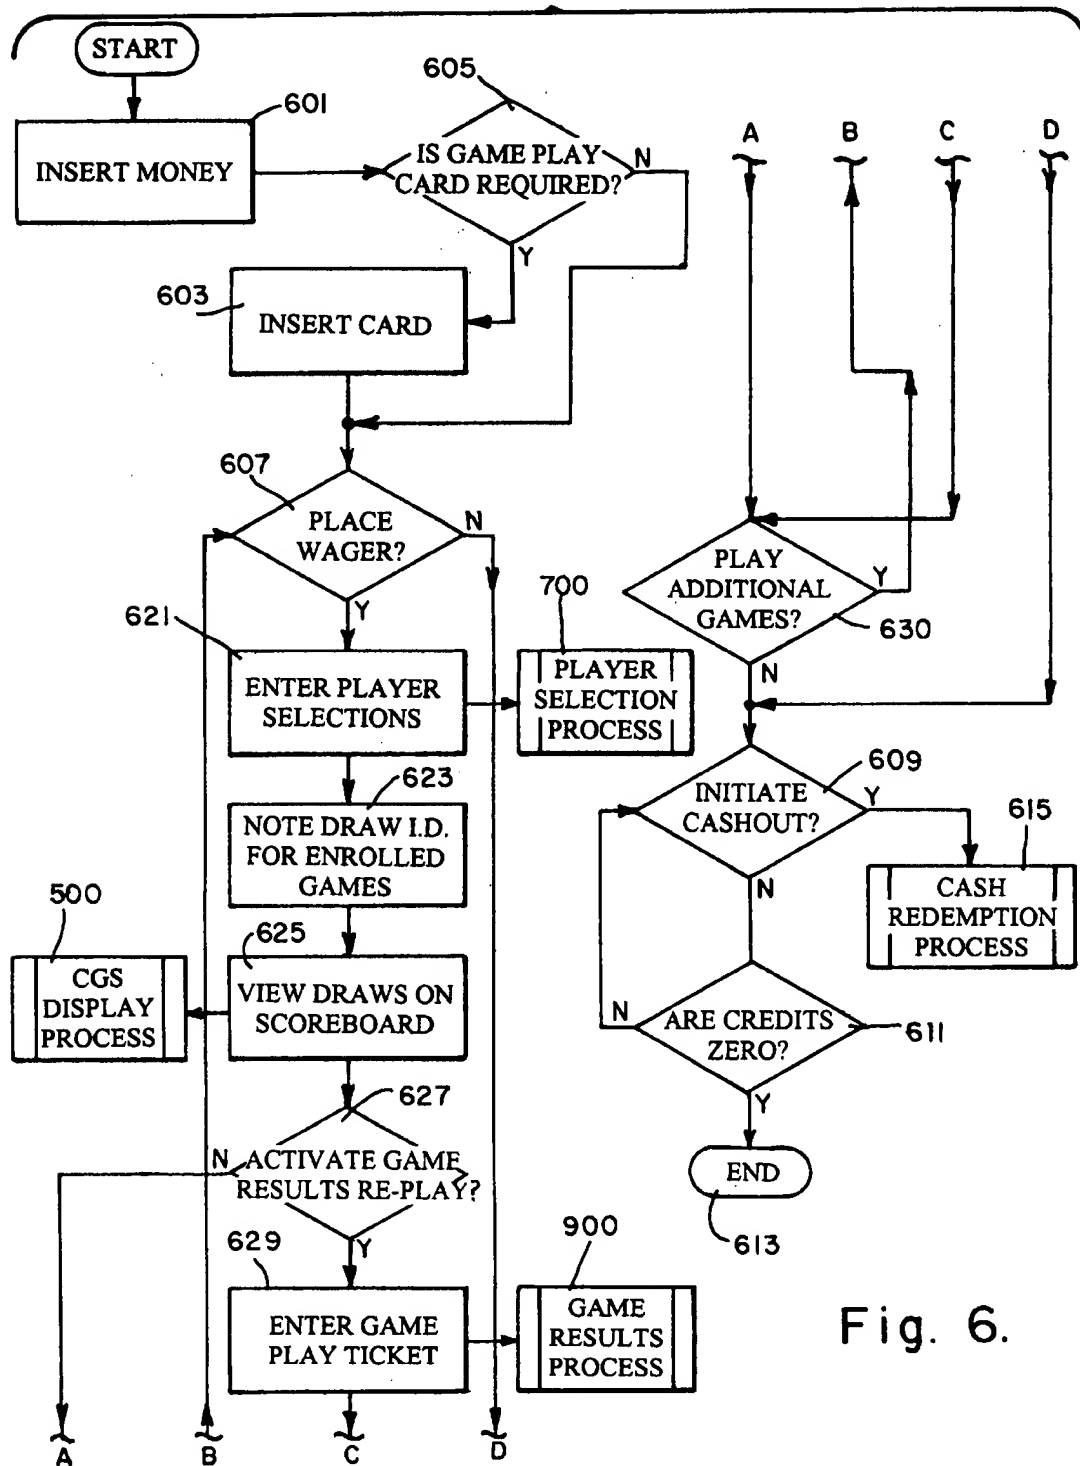 START
601
INSERT MONEY
605
IS GAME PLAY
CARD REQUIRED?
N
Y
603
INSERT CARD
607
PLACE
WAGER?
N
Y
621
ENTER PLAYER
SELECTIONS
700
PLAYER
SELECTION
PROCESS
623
NOTE DRAW I.D.
FOR ENROLLED
GAMES
500
CGS
DISPLAY
PROCESS
625
VIEW DRAWS ON
SCOREBOARD
627
N
ACTIVATE GAME
RESULTS RE-PLAY?
Y
629
ENTER GAME
PLAY TICKET
900
GAME
RESULTS
PROCESS
A
B
C
D
A
B
C
D
PLAY
ADDITIONAL
GAMES?
Y
630
N
609
INITIATE
CASHOUT?
Y
N
615
CASH
REDEMPTION
PROCESS
N
ARE CREDITS
ZERO?
611
Y
END
613
Fig. 6.